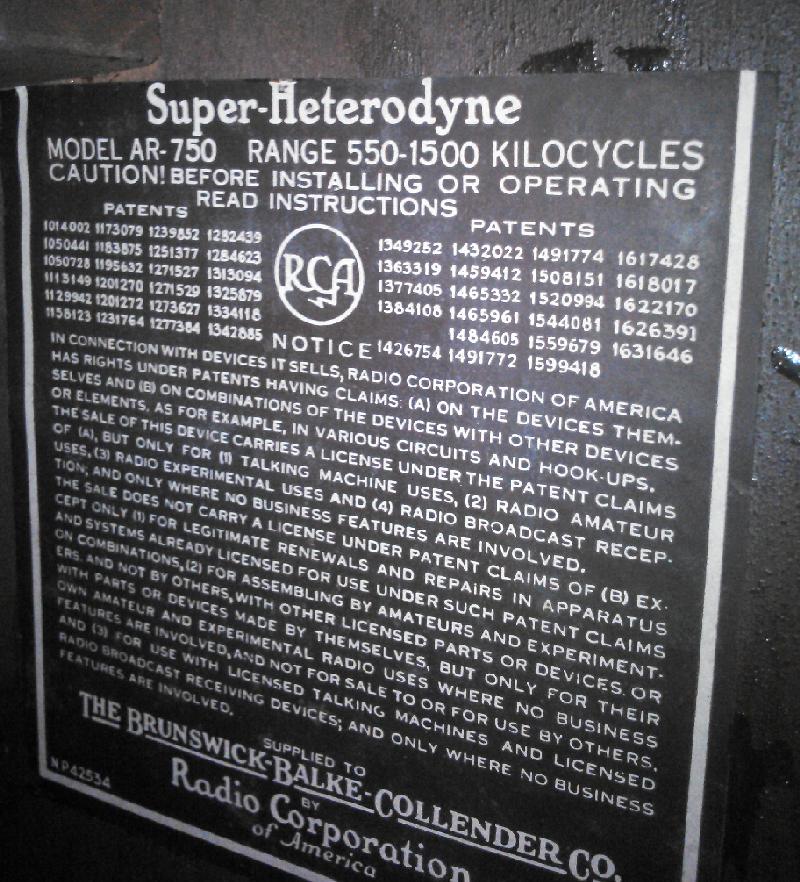 Super-Heterodyne
MODEL AR-750 RANGE 550-1500 KILOCYCLES
CAUTION! BEFORE INSTALLING OR OPERATING
READ INSTRUCTIONS
PATENTS
1014002 1173079 1239852 1282439
1050441 1183875 1251377 1284623
1050728 1195632 1271527 1313094
1113149 1201270 1271529 1325879
1129942 1201272 1273627 1334118
1158123 1231764 1277384 1342885
RCA
PATENTS
1349252 1432022 1491774 1617428
1363319 1459412 1508151 1618017
1377405 1465332 1520994 1622170
1384108 1465961 1544081 1626391
1484605 1559679 1631646
1426754 1491772 1599418
NOTICE
IN CONNECTION WITH DEVICES IT SELLS, RADIO CORPORATION OF AMERICA
HAS RIGHTS UNDER PATENTS HAVING CLAIMS: (A) ON THE DEVICES THEM-
SELVES AND (B) ON COMBINATIONS OF THE DEVICES WITH OTHER DEVICES
OR ELEMENTS, AS FOR EXAMPLE, IN VARIOUS CIRCUITS AND HOOK-UPS.
THE SALE OF THIS DEVICE CARRIES A LICENSE UNDER THE PATENT CLAIMS
OF (A), BUT ONLY FOR (1) TALKING MACHINE USES, (2) RADIO AMATEUR
USES, (3) RADIO EXPERIMENTAL USES AND (4) RADIO BROADCAST RECEP-
TION; AND ONLY WHERE NO BUSINESS FEATURES ARE INVOLVED.
THE SALE DOES NOT CARRY A LICENSE UNDER PATENT CLAIMS OF (B) EX-
CEPT ONLY (1) FOR LEGITIMATE RENEWALS AND REPAIRS IN APPARATUS
AND SYSTEMS ALREADY LICENSED FOR USE UNDER SUCH PATENT CLAIMS
ON COMBINATIONS, (2) FOR ASSEMBLING BY AMATEURS AND EXPERIMENT-
ERS, AND NOT BY OTHERS, WITH OTHER LICENSED PARTS OR DEVICES OR
WITH PARTS OR DEVICES MADE BY THEMSELVES, BUT ONLY FOR THEIR
OWN AMATEUR AND EXPERIMENTAL RADIO USES WHERE NO BUSINESS
FEATURES ARE INVOLVED, AND NOT FOR SALE TO OR FOR USE BY OTHERS,
AND (3) FOR USE WITH LICENSED TALKING MACHINES AND LICENSED
RADIO BROADCAST RECEIVING DEVICES; AND ONLY WHERE NO BUSINESS
FEATURES ARE INVOLVED.
SUPPLIED TO
THE BRUNSWICK-BALKE-COLLENDER CO.
BY
Radio Corporation
of America
NP42534